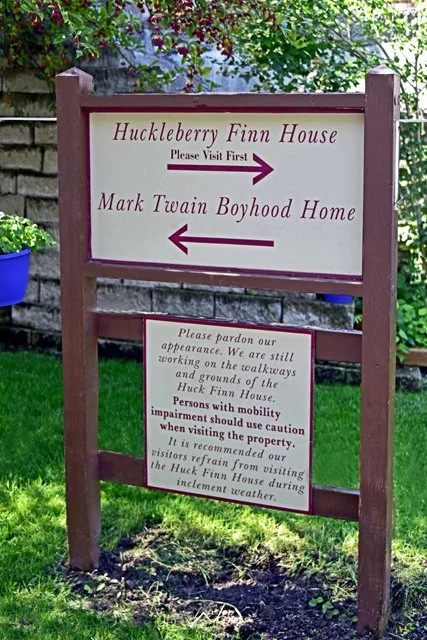 Huckleberry Finn House
Please Visit First
Mark Twain Boyhood Home
Please pardon our
appearance. We are still
working on the walkways
and grounds of the
Huck Finn House.
Persons with mobility
impairment should use caution
when visiting the property.
It is recommended our
visitors refrain from visiting
the Huck Finn House during
inclement weather.